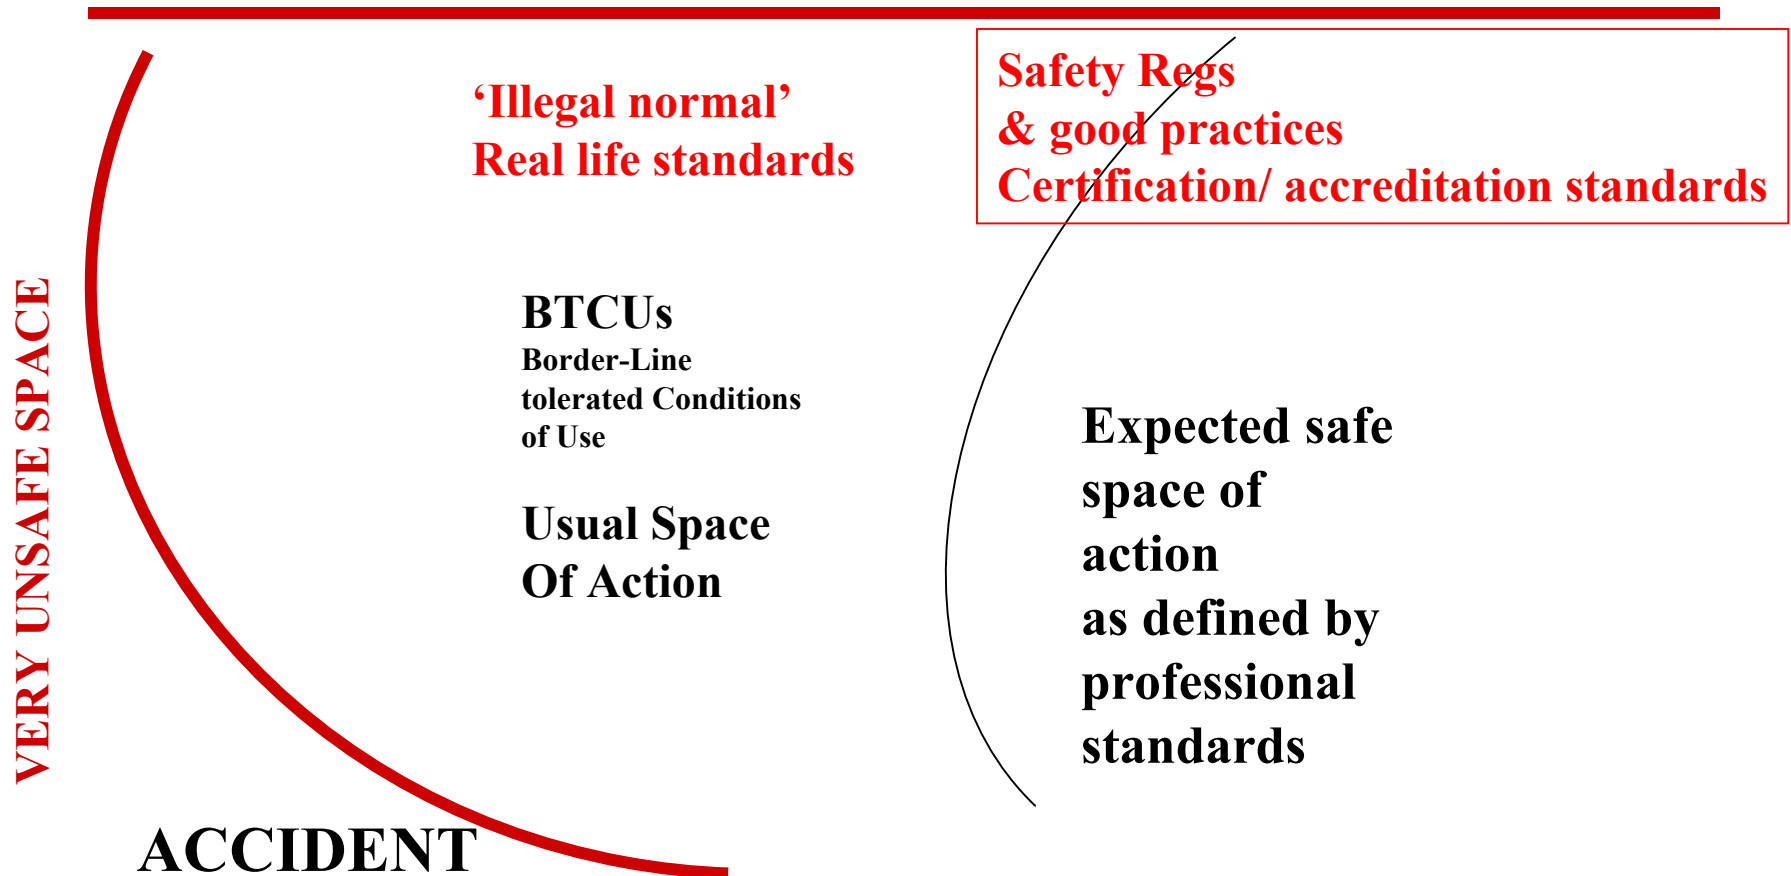 ‘Illegal normal’
Real life standards
Safety Regs
& good practices
Certification/ accreditation standards
VERY UNSAFE SPACE
BTCUs
Border-Line
tolerated Conditions
of Use
Usual Space
Of Action
Expected safe
space of
action
as defined by
professional
standards
ACCIDENT